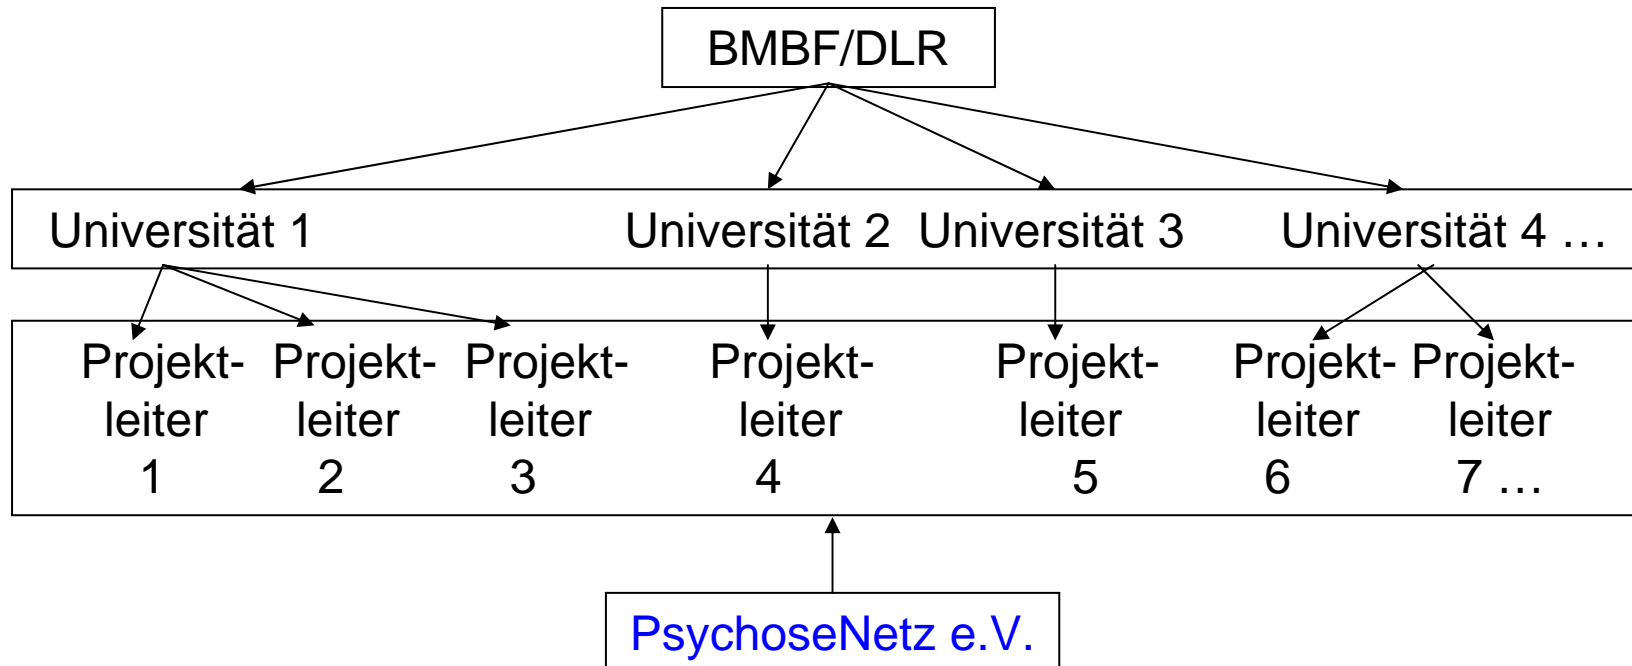 BMBF/DLR
Universität 1 Universität 2 Universität 3 Universität 4 …
Projekt- Projekt- Projekt- Projekt- Projekt- Projekt- Projekt-
leiter leiter leiter leiter leiter leiter leiter
1 2 3 4 5 6 7 …
PsychoseNetz e.V.